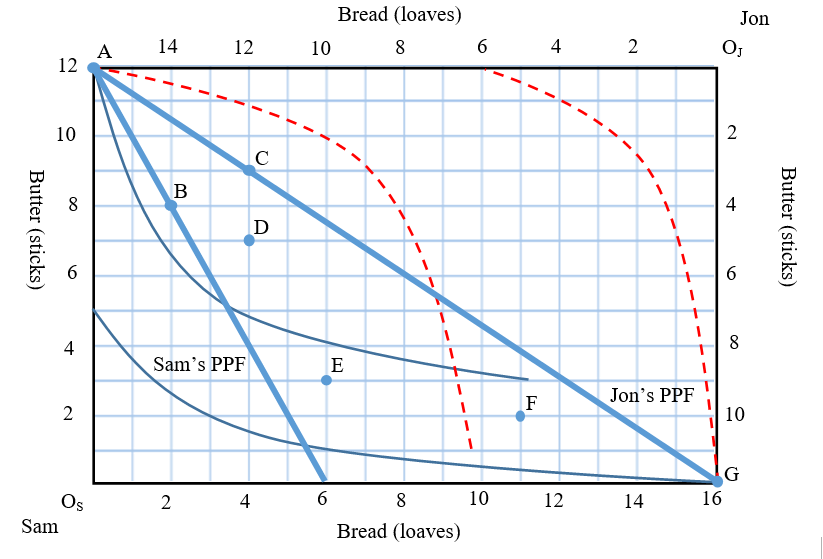 Bread (loaves)
Jon
14 12 10 8 6 4 2 O_J
A
12
10
8
6
4
2
Butter (sticks)
2
4
6
8
10
Butter (sticks)
C
B
D
E
F
G
Sam's PPF
Jon's PPF
O_S 2 4 6 8 10 12 14 16
Sam
Bread (loaves)